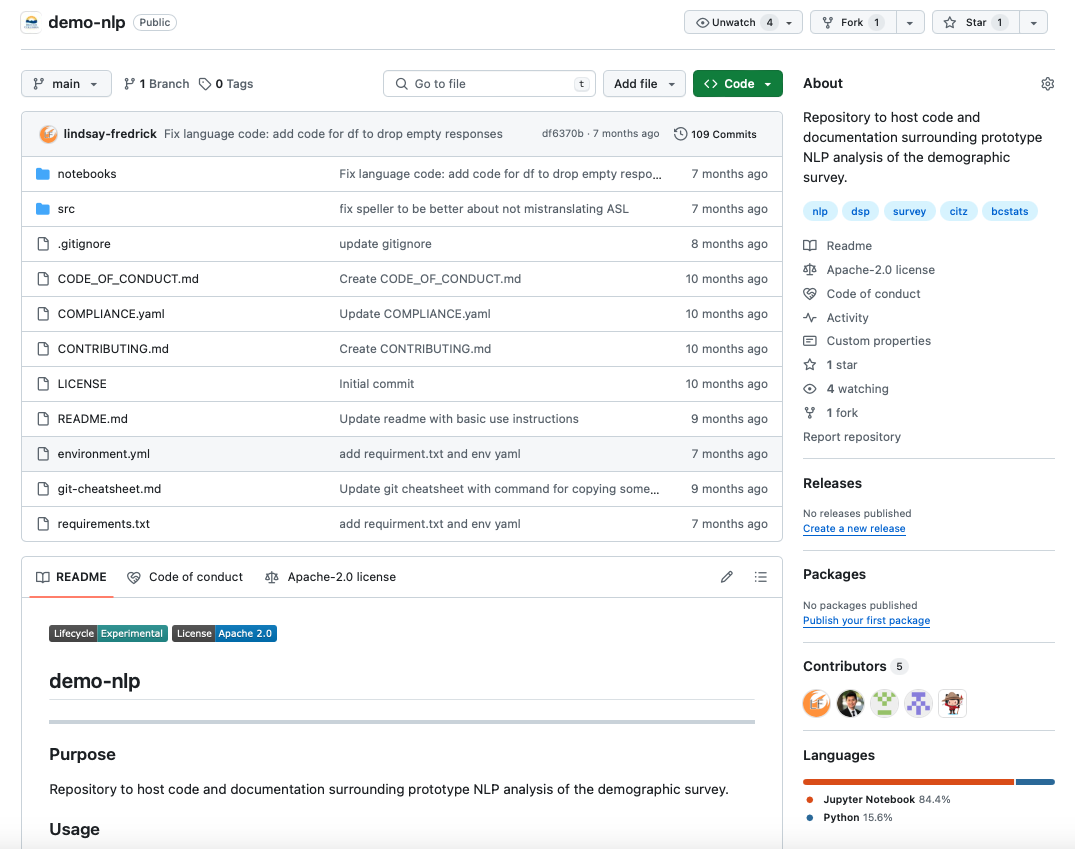 demo-nlp Public
Unwatch 4
Fork 1
Star 1
main
1 Branch
0 Tags
Go to file t
Add file
Code
lindsay-fredrick Fix language code: add code for df to drop empty responses df6370b · 7 months ago 109 Commits
notebooks Fix language code: add code for df to drop empty respo... 7 months ago
src fix speller to be better about not mistranslating ASL 7 months ago
.gitignore update gitignore 8 months ago
CODE_OF_CONDUCT.md Create CODE_OF_CONDUCT.md 10 months ago
COMPLIANCE.yaml Update COMPLIANCE.yaml 10 months ago
CONTRIBUTING.md Create CONTRIBUTING.md 10 months ago
LICENSE Initial commit 10 months ago
README.md Update readme with basic use instructions 9 months ago
environment.yml add requirment.txt and env yaml 7 months ago
git-cheatsheet.md Update git cheatsheet with command for copying some... 9 months ago
requirements.txt add requirment.txt and env yaml 7 months ago
README Code of conduct Apache-2.0 license
Lifecycle Experimental License Apache 2.0
demo-nlp
Purpose
Repository to host code and documentation surrounding prototype NLP analysis of the demographic survey.
Usage
About
Repository to host code and
documentation surrounding prototype
NLP analysis of the demographic
survey.
nlp dsp survey citz bcstats
Readme
Apache-2.0 license
Code of conduct
Activity
Custom properties
1 star
4 watching
1 fork
Report repository
Releases
No releases published
Create a new release
Packages
No packages published
Publish your first package
Contributors 5
LF
Languages
Jupyter Notebook 84.4%
Python 15.6%